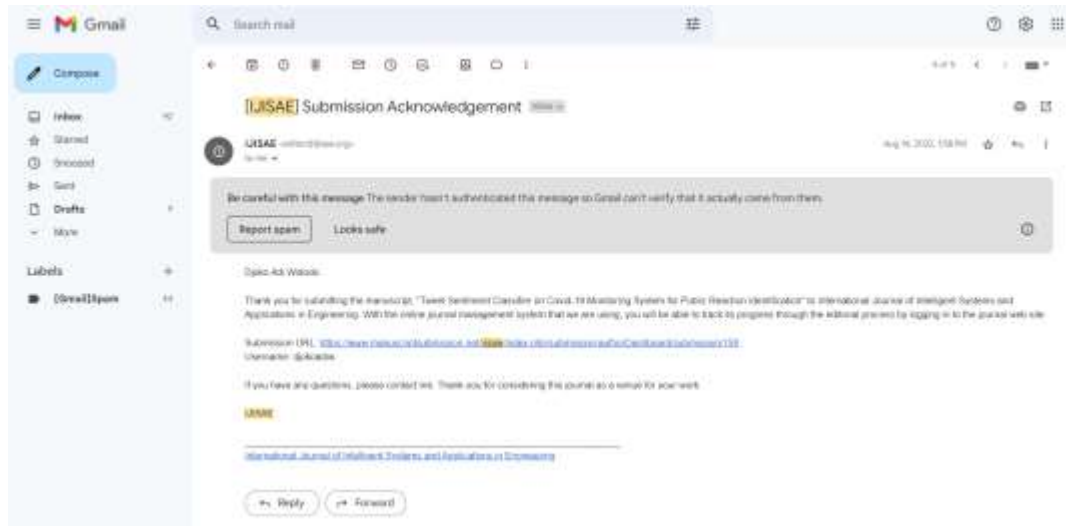 Gmail
Search mail
Compose
Inbox
Starred
Snoozed
Sent
Drafts
More
Labels
[Gmail]Spam
[IJISAE] Submission Acknowledgement
IJISAE
to me
Be careful with this message The sender hasn't authenticated this message so Gmail can't verify that it actually came from them.
Report spam
Looks safe
Thank you for submitting the manuscript, "Tweet Sentiment Classifier on Covid-19 Monitoring System for Public Reaction Identification" to International Journal of Intelligent Systems and
Applications in Engineering. With the online journal management system that we are using, you will be able to track its progress through the editorial process by logging in to the journal web site
Submission URL:
Username:
If you have any questions, please contact me. Thank you for considering this journal as a venue for your work.
IJISAE
International Journal of Intelligent Systems and Applications in Engineering
Reply
Forward